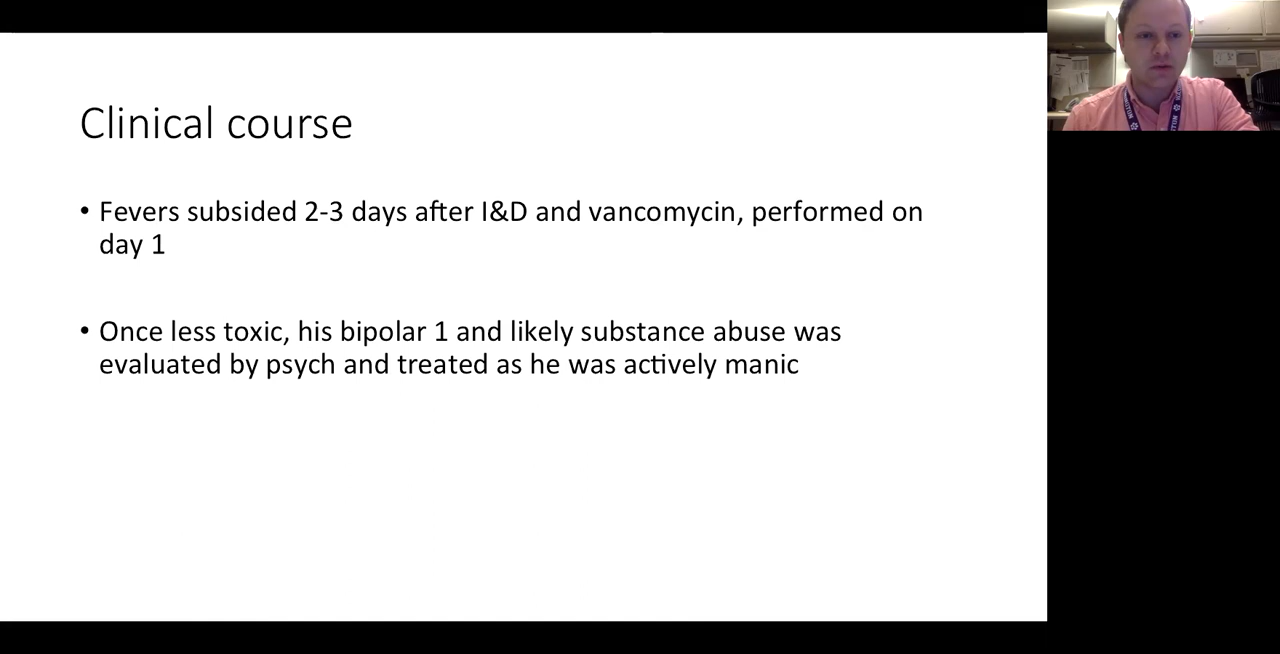 Clinical course
• Fevers subsided 2-3 days after I&D and vancomycin, performed on
day 1
• Once less toxic, his bipolar 1 and likely substance abuse was
evaluated by psych and treated as he was actively manic